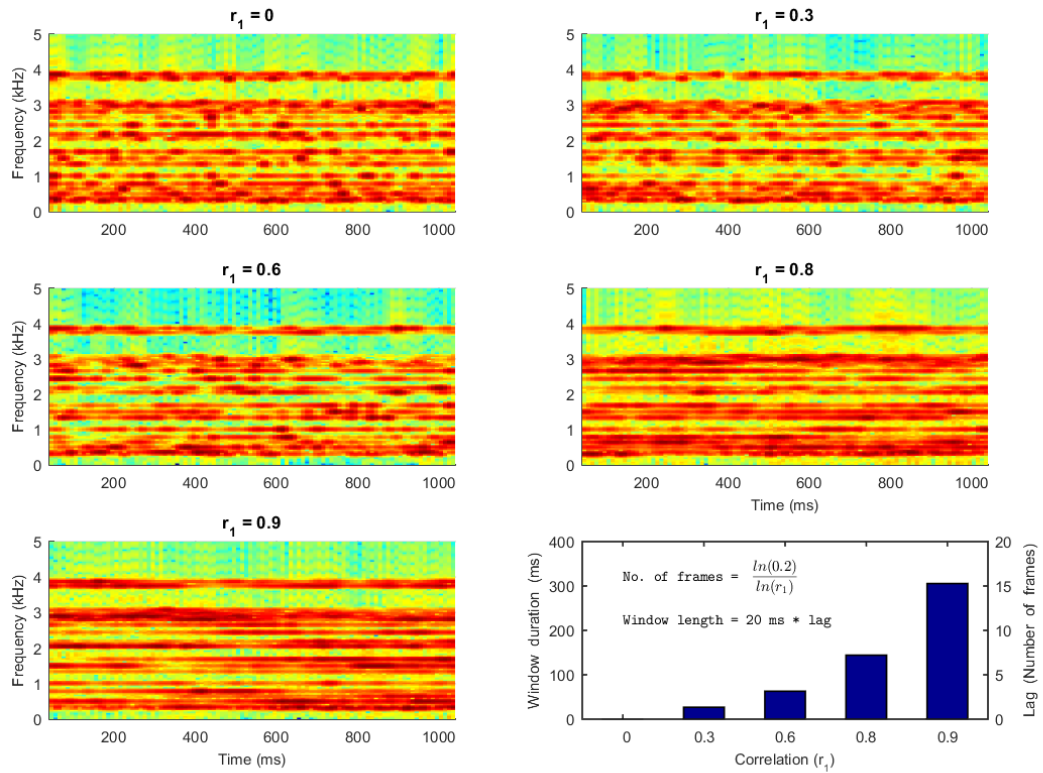 r₁ = 0
Frequency (kHz)
5
4
3
2
1
0
200 400 600 800 1000
r₁ = 0.3
5
4
3
2
1
0
200 400 600 800 1000
r₁ = 0.6
Frequency (kHz)
5
4
3
2
1
0
200 400 600 800 1000
r₁ = 0.8
5
4
3
2
1
0
200 400 600 800 1000
Time (ms)
r₁ = 0.9
Frequency (kHz)
5
4
3
2
1
0
200 400 600 800 1000
Time (ms)
Window duration (ms)
400
300
200
100
0
No. of frames = ln(0.2)/ln(r₁)
Window length = 20 ms * lag
20
15
10
5
0
Lag (Number of frames)
0 0.3 0.6 0.8 0.9
Correlation (r₁)